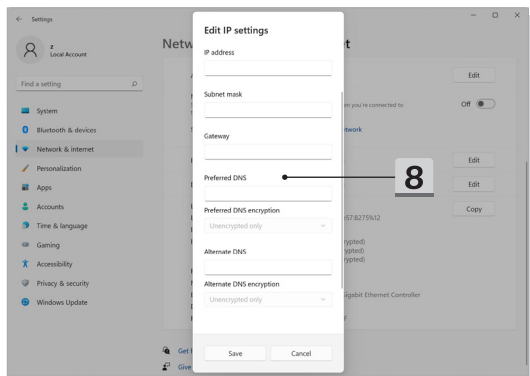 Settings
z
Local Account
Find a setting
System
Bluetooth & devices
Network & internet
Personalization
Apps
Accounts
Time & language
Gaming
Accessibility
Privacy & security
Windows Update
Netw
et
Edit
en you're connected to
Off
etwork
Edit
Edit
Copy
:57:B275%12
rypted)
rypted)
rypted)
igabit Ethernet Controller
Get
Give
Edit IP settings
IP address
Subnet mask
Gateway
Preferred DNS
8
Preferred DNS encryption
Unencrypted only
Alternate DNS
Alternate DNS encryption
Unencrypted only
Save
Cancel